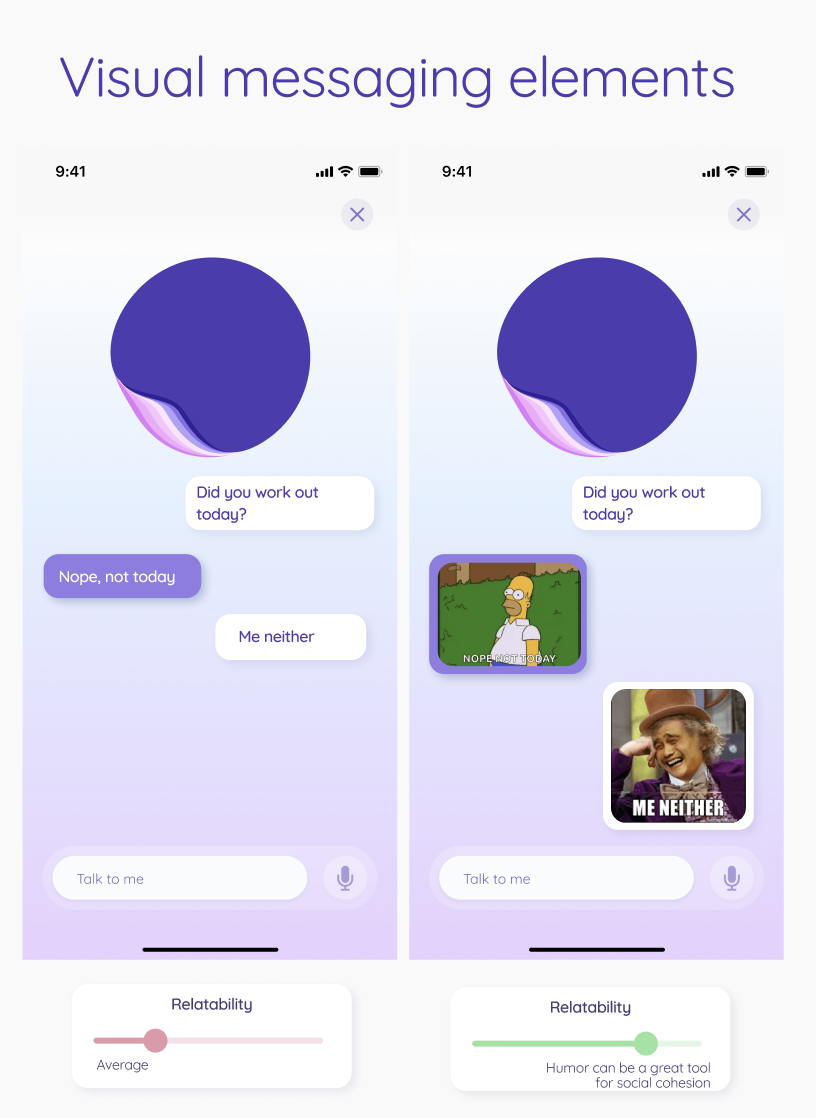 Visual messaging elements
9:41
Did you work out
today?
Nope, not today
Me neither
Talk to me
Relatability
Average
9:41
Did you work out
today?
NOPE NOT TODAY
ME NEITHER
Talk to me
Relatability
Humor can be a great tool
for social cohesion